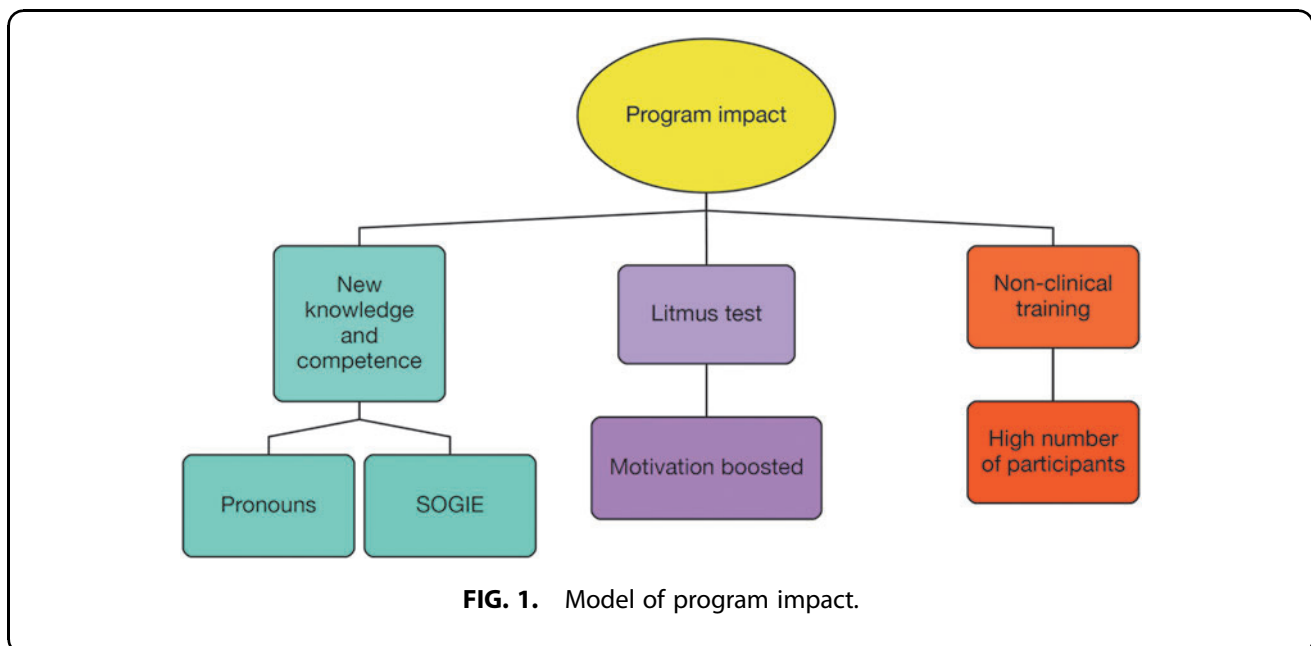 Program impact
New
knowledge
and
competence
Litmus test
Non-clinical
training
Pronouns
SOGIE
Motivation boosted
High number
of participants
FIG. 1. Model of program impact.